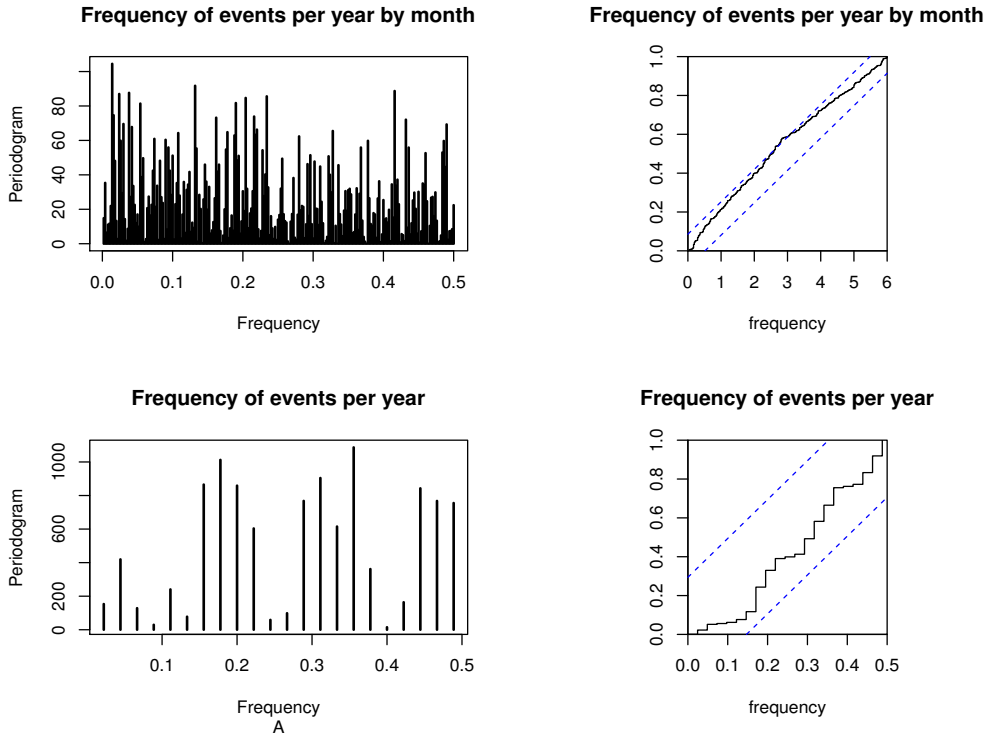 Frequency of events per year by month
Periodogram
0 20 40 60 80
0.0 0.1 0.2 0.3 0.4 0.5
Frequency
Frequency of events per year by month
0.0 0.2 0.4 0.6 0.8 1.0
0 1 2 3 4 5 6
frequency
Frequency of events per year
Periodogram
0 200 600 1000
0.1 0.2 0.3 0.4 0.5
Frequency
A
Frequency of events per year
0.0 0.2 0.4 0.6 0.8 1.0
0.0 0.1 0.2 0.3 0.4 0.5
frequency